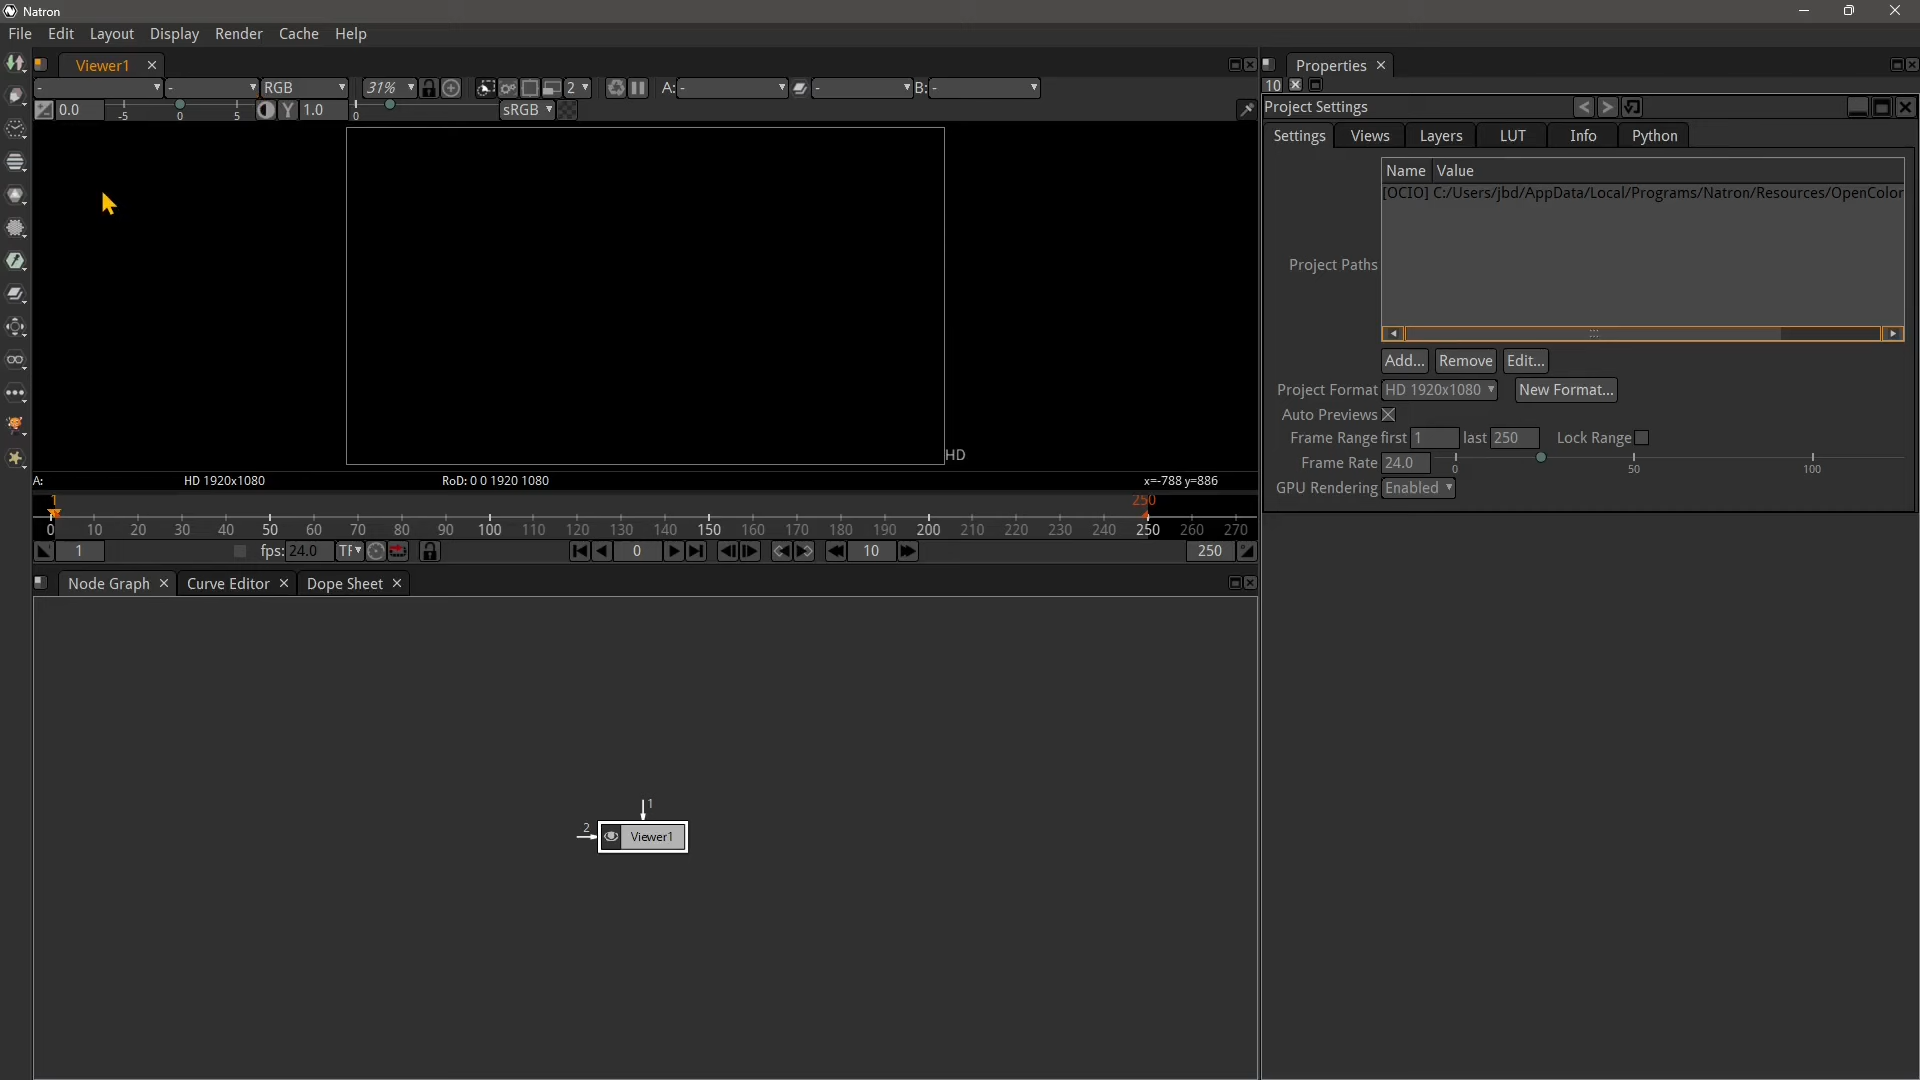 Natron
File Edit Layout Display Render Cache Help
Viewer1
- - RGB 31% 2 A: - - B: -
0.0 -5 0 5 Y 1.0 0 sRGB
HD
A: HD 1920x1080 RoD: 0 0 1920 1080 x=-788 y=886
1 250
0 10 20 30 40 50 60 70 80 90 100 110 120 130 140 150 160 170 180 190 200 210 220 230 240 250 260 270
1 fps: 24.0 TF 0 10 250
Node Graph Curve Editor Dope Sheet
1
2 Viewer1
Properties
10
Project Settings
Settings Views Layers LUT Info Python
Name Value
[OCIO] C:/Users/jbd/AppData/Local/Programs/Natron/Resources/OpenColor
Project Paths
Add... Remove Edit...
Project Format HD 1920x1080 New Format...
Auto Previews
Frame Range first 1 last 250 Lock Range
Frame Rate 24.0 0 50 100
GPU Rendering Enabled